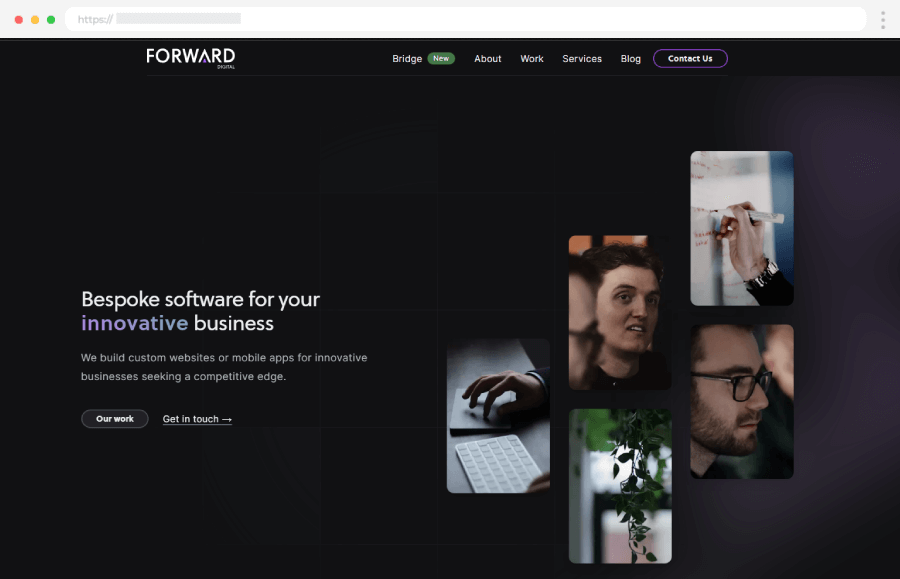 https://
FORWARD
DIGITAL
Bridge New About Work Services Blog Contact Us
Bespoke software for your
innovative business
We build custom websites or mobile apps for innovative
businesses seeking a competitive edge.
Our work Get in touch →